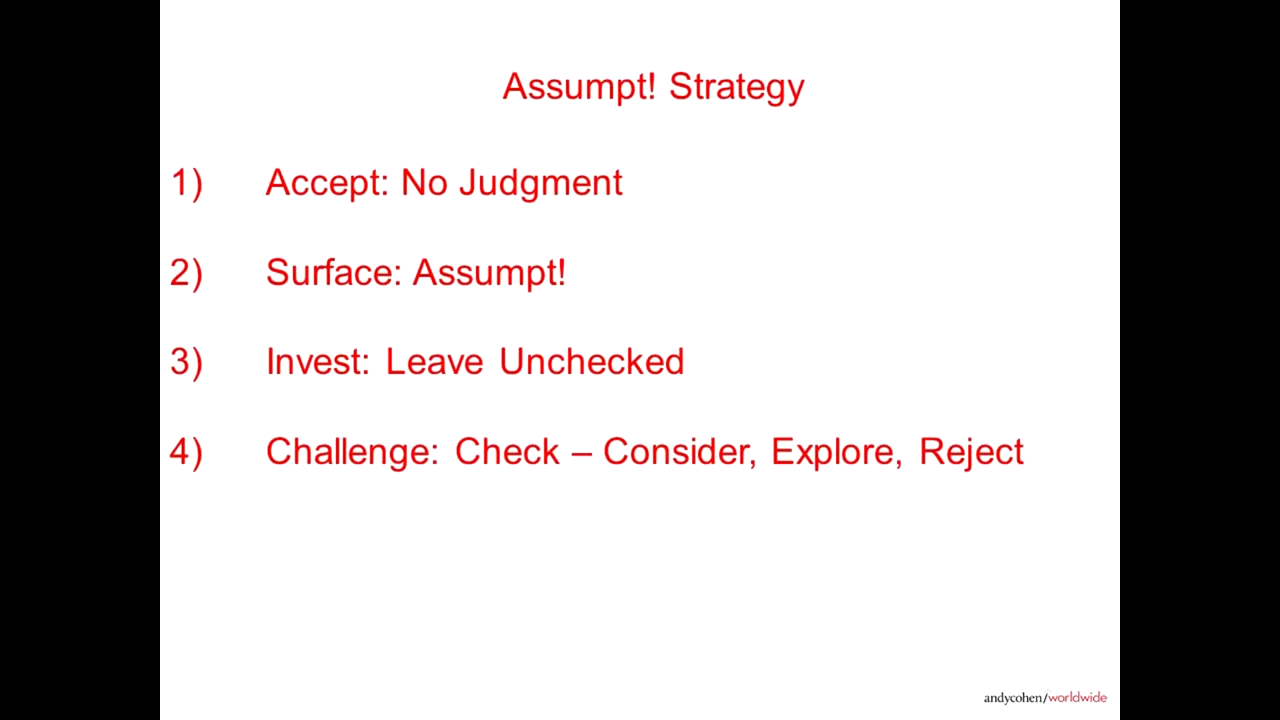 Assumpt! Strategy
1) Accept: No Judgment
2) Surface: Assumpt!
3) Invest: Leave Unchecked
4) Challenge: Check – Consider, Explore, Reject
andycohen/worldwide